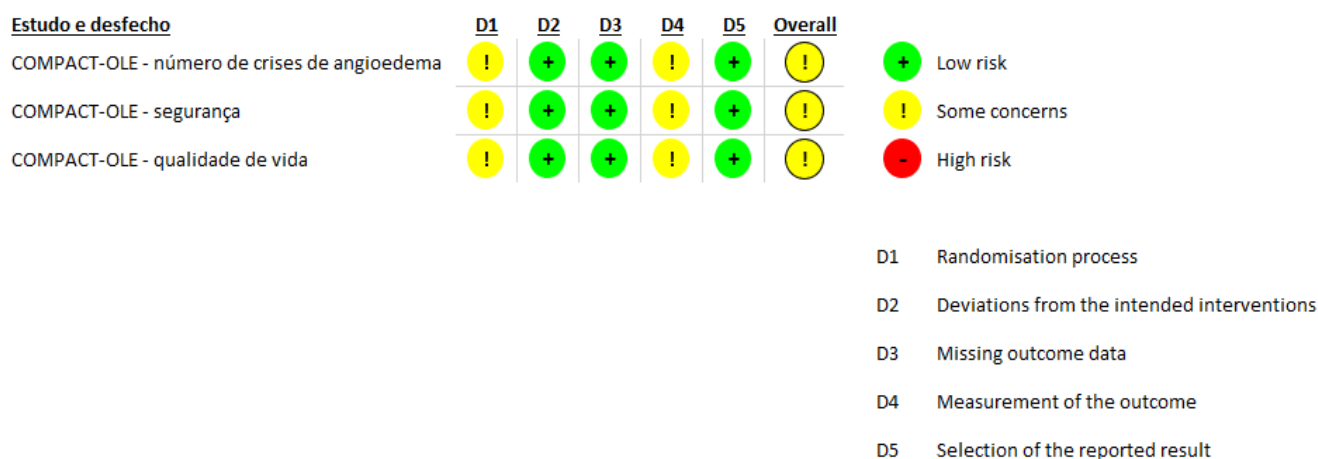 Estudo e desfecho D1 D2 D3 D4 D5 Overall
COMPACT-OLE - número de crises de angioedema ! + + ! + ! + Low risk
COMPACT-OLE - segurança ! + + ! + ! ! Some concerns
COMPACT-OLE - qualidade de vida ! + + ! + ! - High risk
D1 Randomisation process
D2 Deviations from the intended interventions
D3 Missing outcome data
D4 Measurement of the outcome
D5 Selection of the reported result